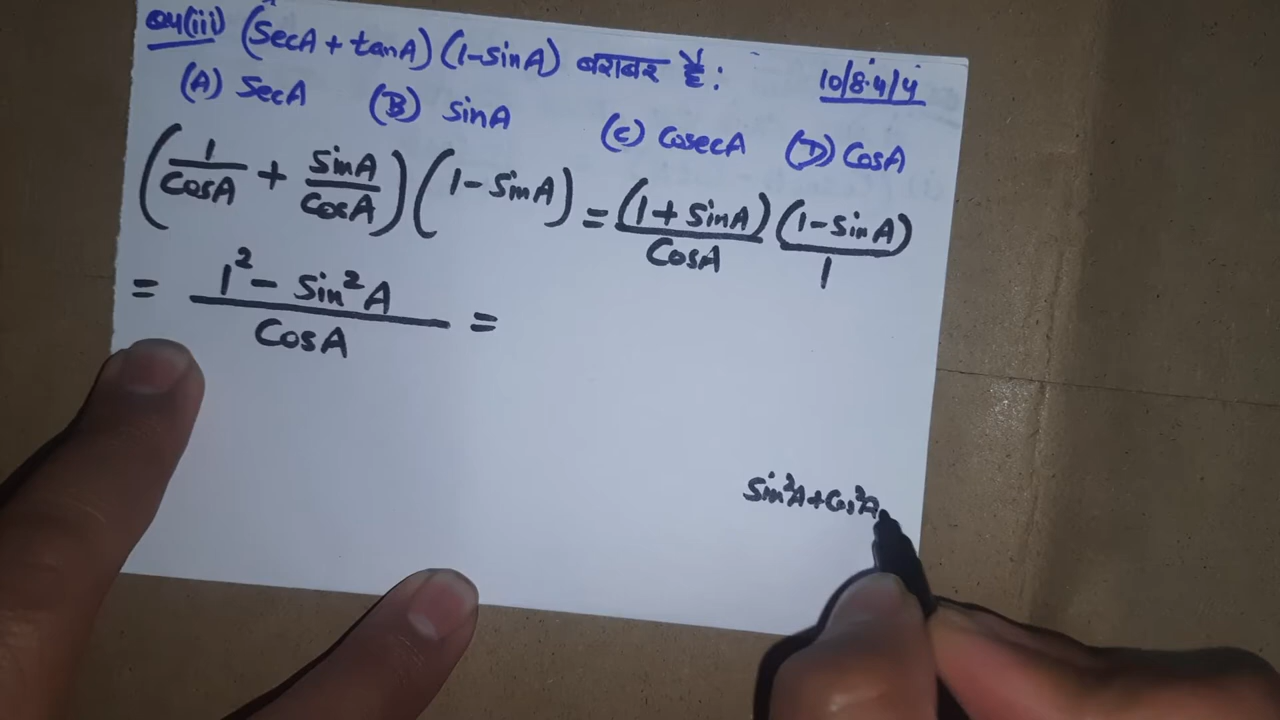 Q4(iii) (SecA + tanA) (1-SinA) बराबर है: 10/8.4/4
(A) SecA (B) SinA (C) CosecA (D) CosA
(1/CosA + SinA/CosA) (1-SinA) = (1+SinA)/CosA (1-SinA)/1
= 1² - Sin²A/CosA =
Sin²A+Cos²A